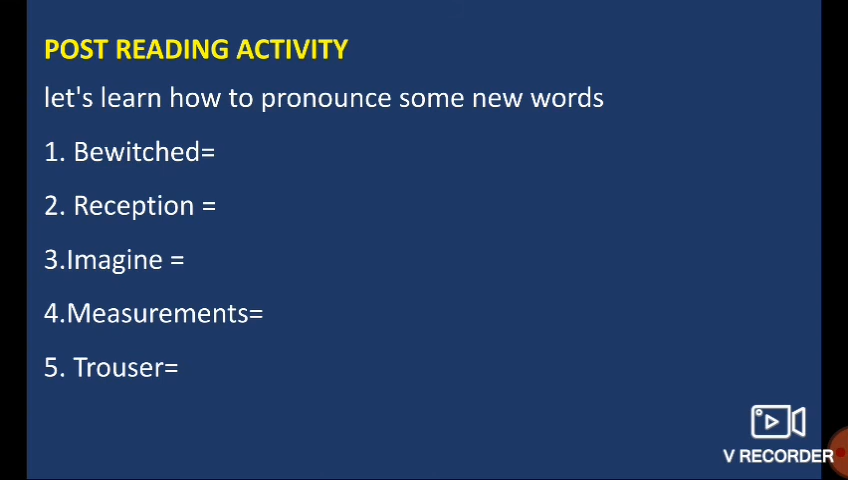 POST READING ACTIVITY
let's learn how to pronounce some new words
1. Bewitched=
2. Reception =
3.Imagine =
4.Measurements=
5. Trouser=
V RECORDER